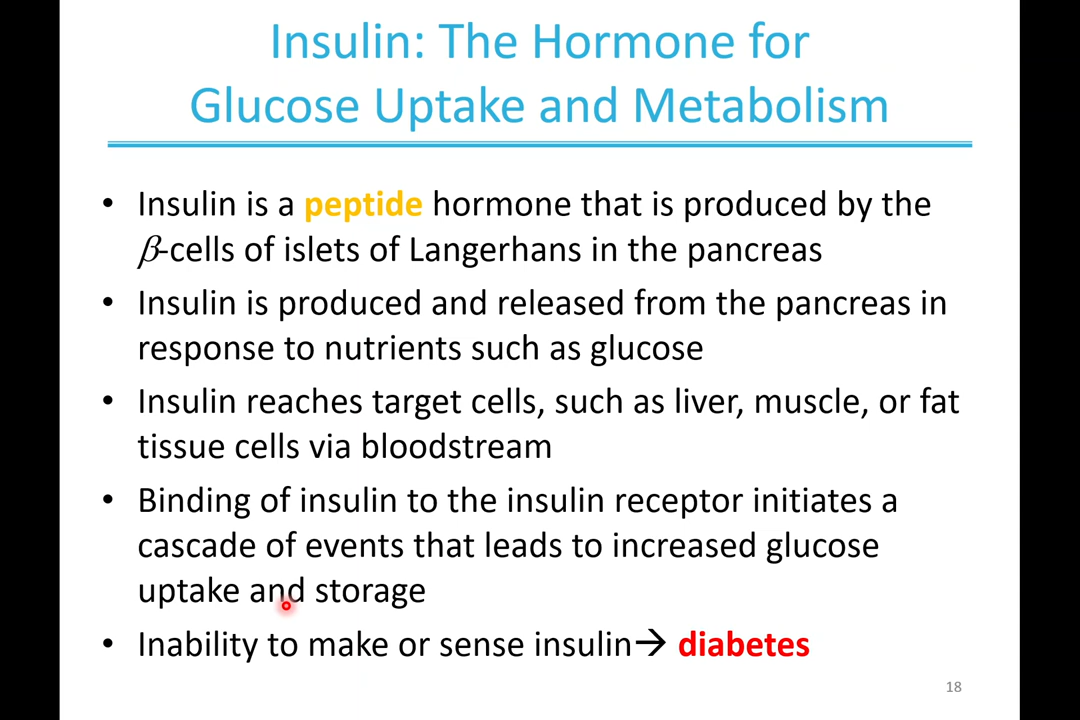 Insulin: The Hormone for
Glucose Uptake and Metabolism
• Insulin is a peptide hormone that is produced by the
β-cells of islets of Langerhans in the pancreas
• Insulin is produced and released from the pancreas in
response to nutrients such as glucose
• Insulin reaches target cells, such as liver, muscle, or fat
tissue cells via bloodstream
• Binding of insulin to the insulin receptor initiates a
cascade of events that leads to increased glucose
uptake and storage
• Inability to make or sense insulin→ diabetes
18